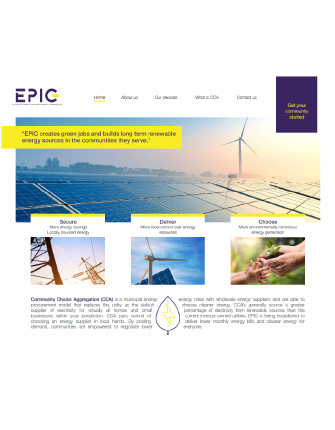 EPIC
Home About us Our services What is CCA Contact us
Get your
community
started
"EPIC creates green jobs and builds long term renewable
energy sources in the communities they serve."
Secure
More energy savings
Locally sourced energy
Deliver
More local control over energy
resources
Choose
More environmentally conscious
energy generation
Community Choice Aggregation (CCA) is a municipal energy
procurement model that replaces the utility as the default
supplier of electricity for virtually all homes and small
businesses within your jurisdiction. CCA puts control of
choosing an energy supplier in local hands. By pooling
demand, communities are empowered to negotiate lower
energy rates with wholesale energy suppliers and are able to
choose cleaner energy. CCA's generally source a greater
percentage of electricity from renewable sources than the
current investor owned utilities. EPIC is being established to
deliver lower monthly energy bills and cleaner energy for
everyone.